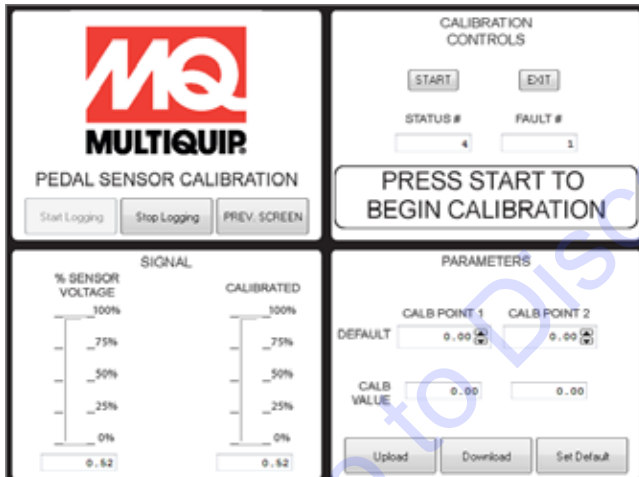 MQ
MULTIQUIP
PEDAL SENSOR CALIBRATION
Start Logging Stop Logging PREV. SCREEN
CALIBRATION
CONTROLS
START EXIT
STATUS # FAULT #
4 1
PRESS START TO
BEGIN CALIBRATION
SIGNAL
% SENSOR
VOLTAGE
CALIBRATED
100% 100%
75% 75%
50% 50%
25% 25%
0% 0%
0.52 0.52
PARAMETERS
CALB POINT 1 CALB POINT 2
DEFAULT 0.00 0.00
CALB
VALUE
0.00 0.00
Upload Download Set Default
to Disc